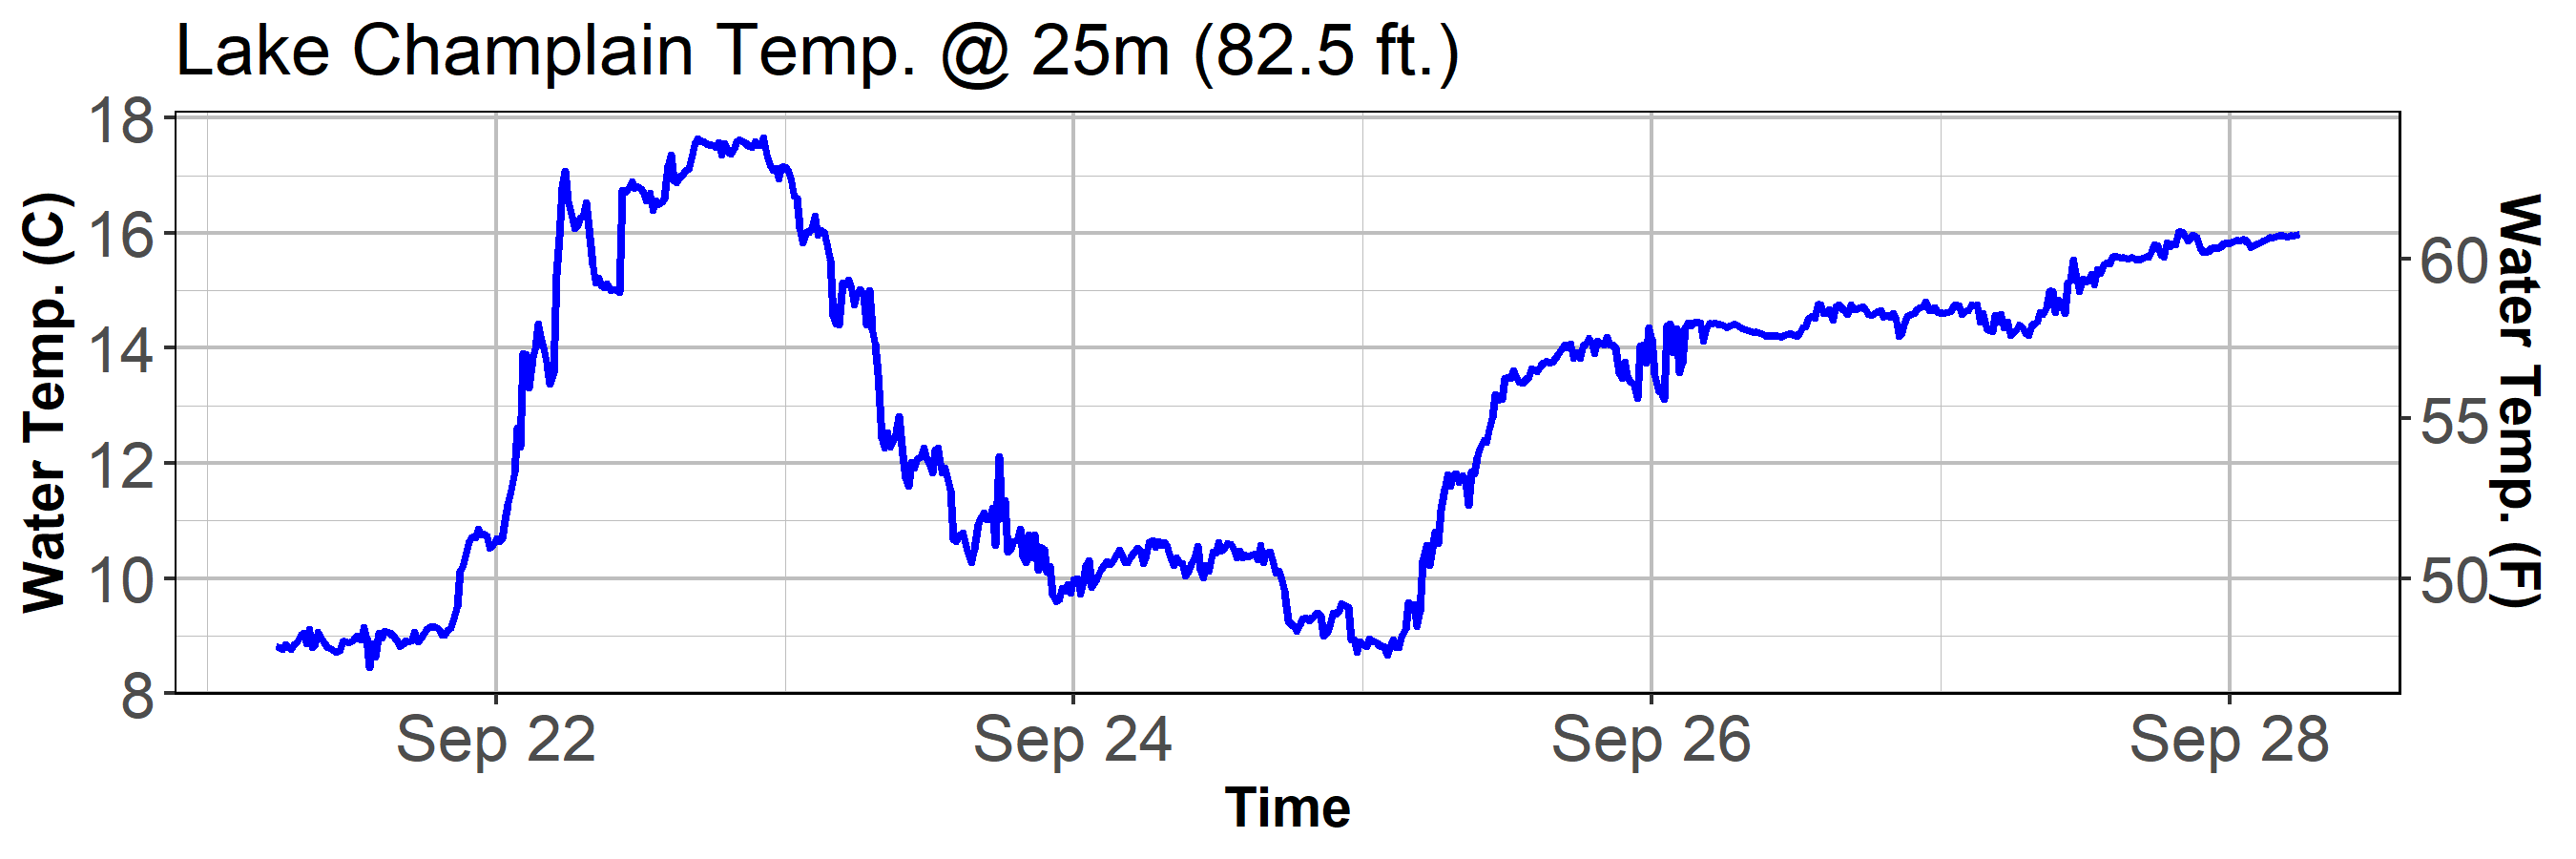 Lake Champlain Temp. @ 25m (82.5 ft.)
Water Temp. (C)
18
16
14
12
10
8
60
55
50
Water Temp. (F)
Sep 22
Sep 24
Sep 26
Sep 28
Time